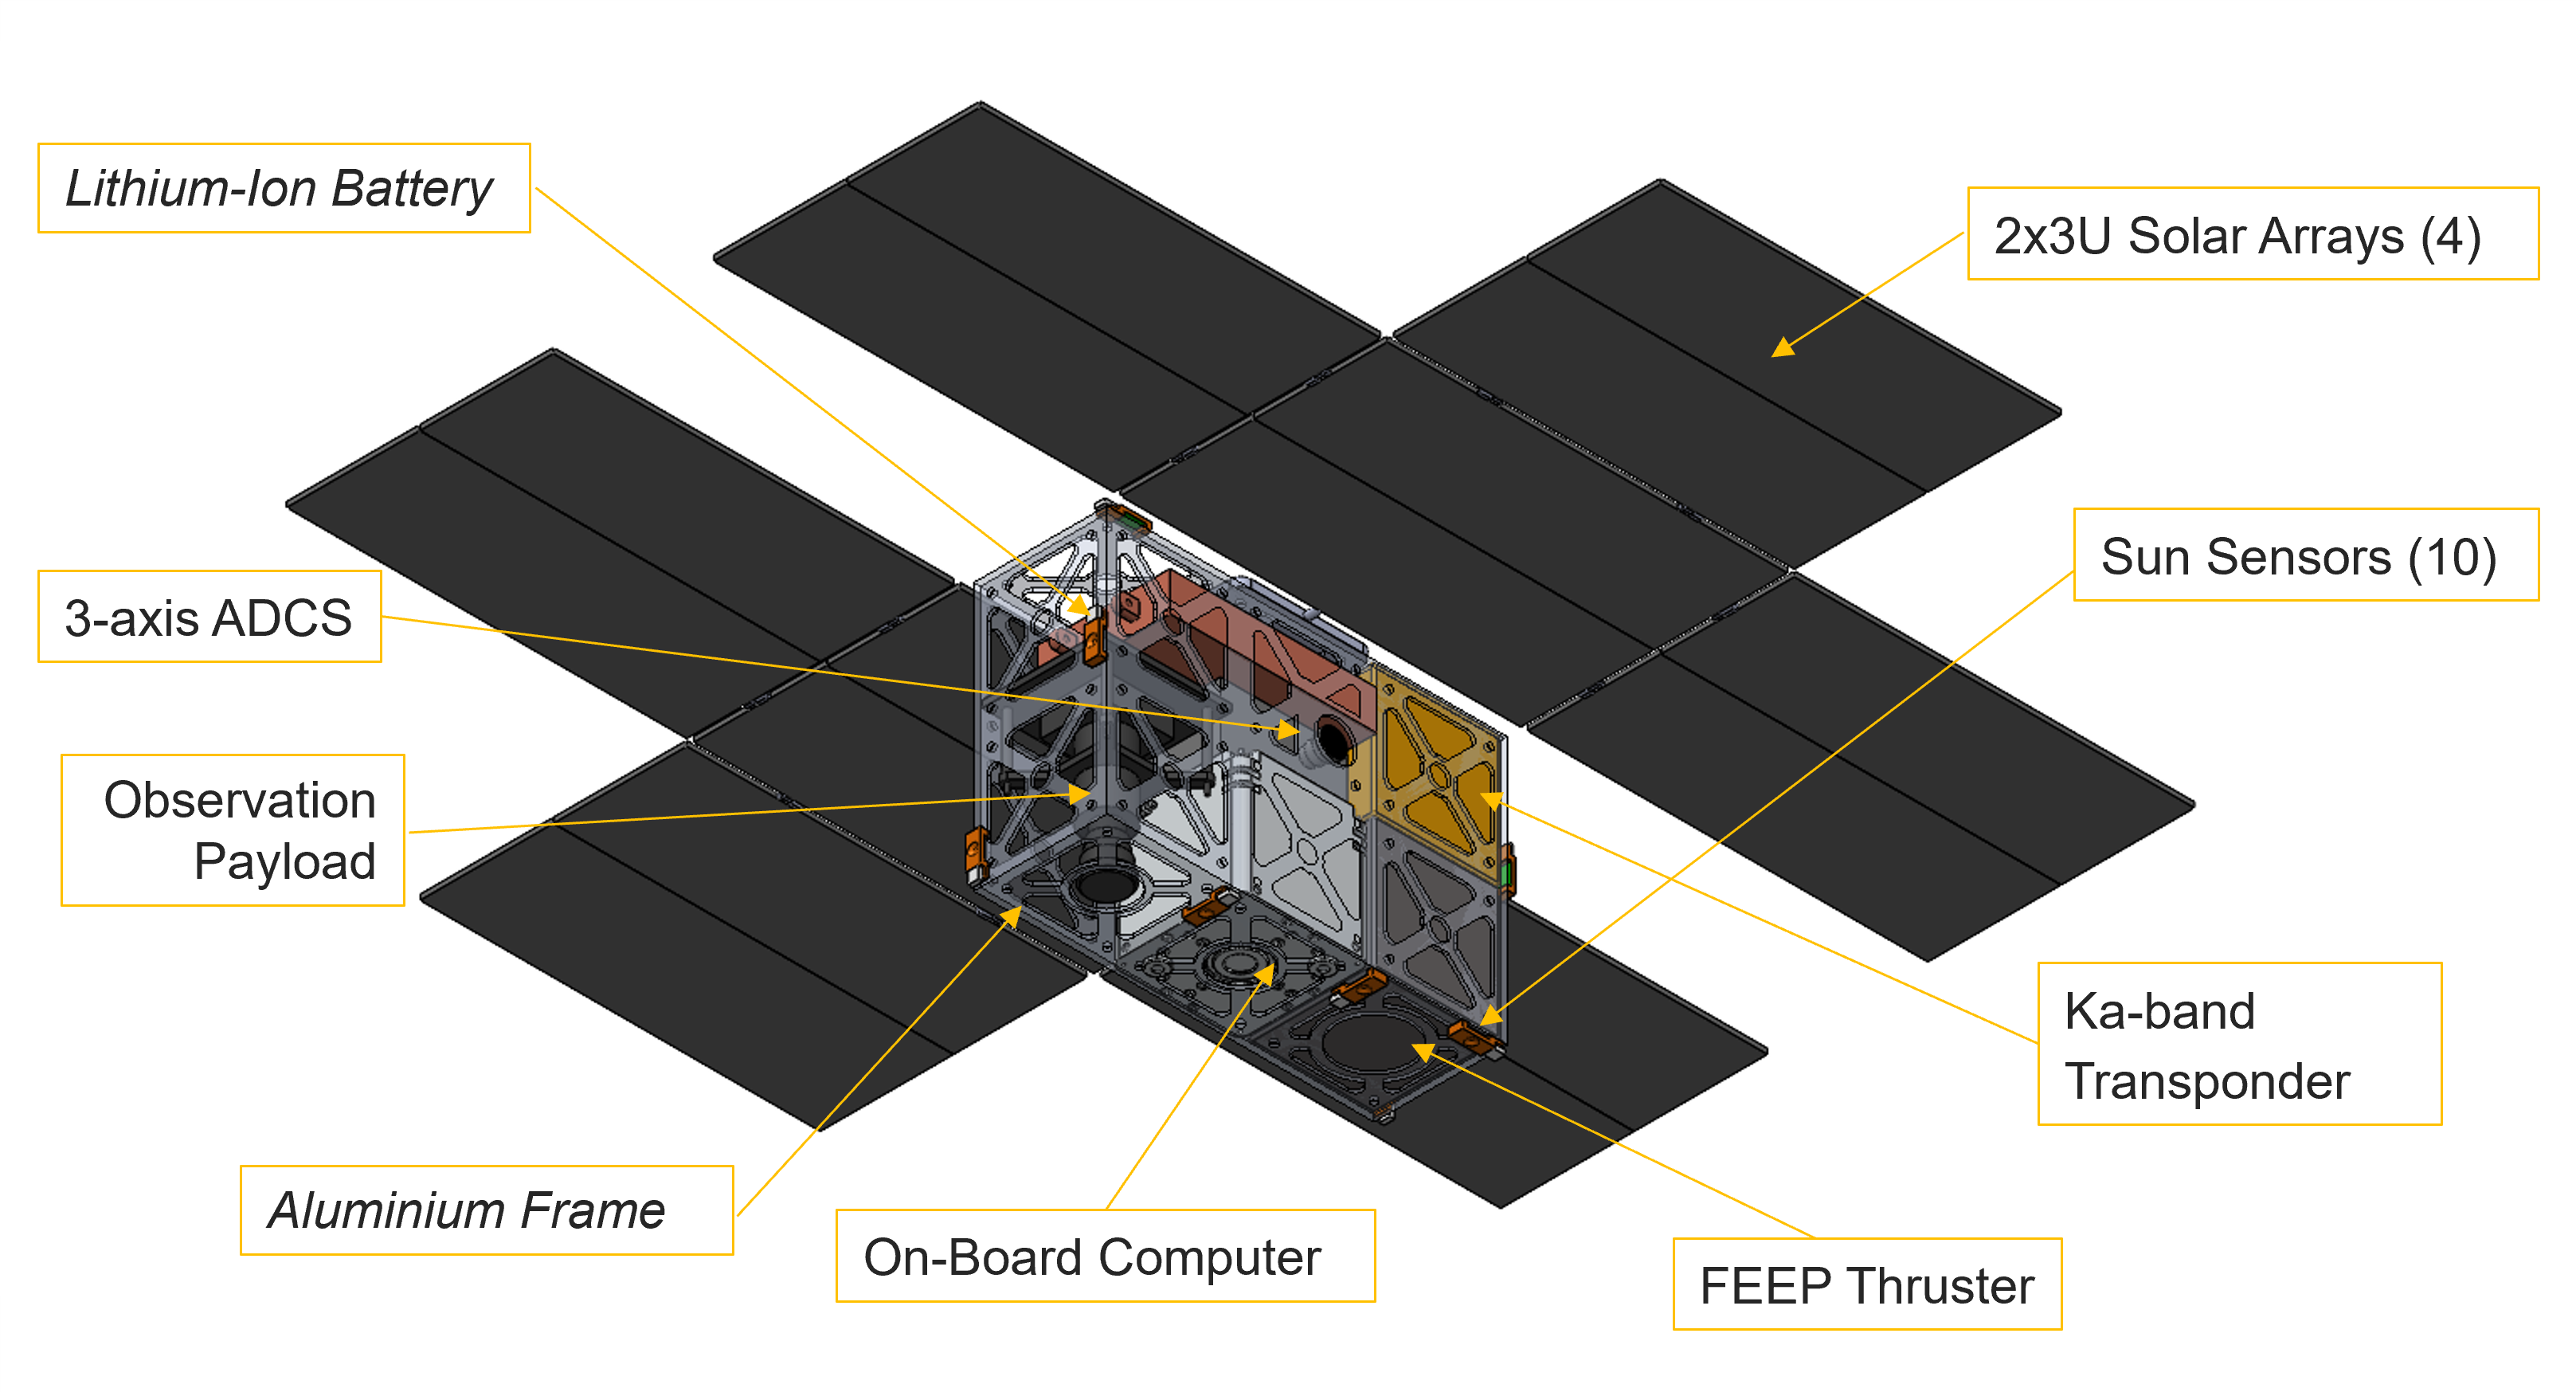 Lithium-Ion Battery
2x3U Solar Arrays (4)
Sun Sensors (10)
3-axis ADCS
Observation
Payload
Ka-band
Transponder
Aluminium Frame
On-Board Computer
FEEP Thruster